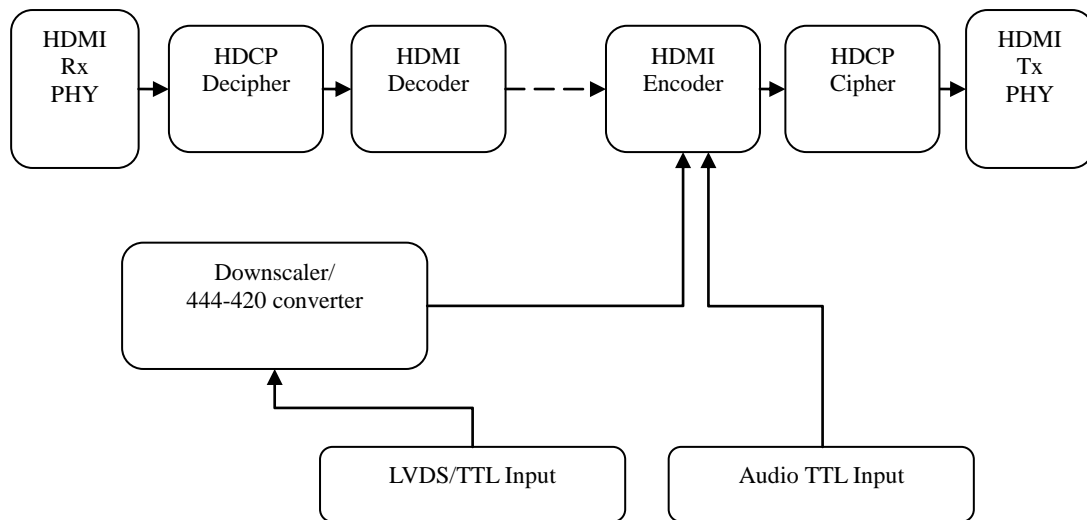 HDMI
Rx
PHY
HDCP
Decipher
HDMI
Decoder
HDMI
Encoder
HDCP
Cipher
HDMI
Tx
PHY
Downscaler/
444-420 converter
LVDS/TTL Input
Audio TTL Input